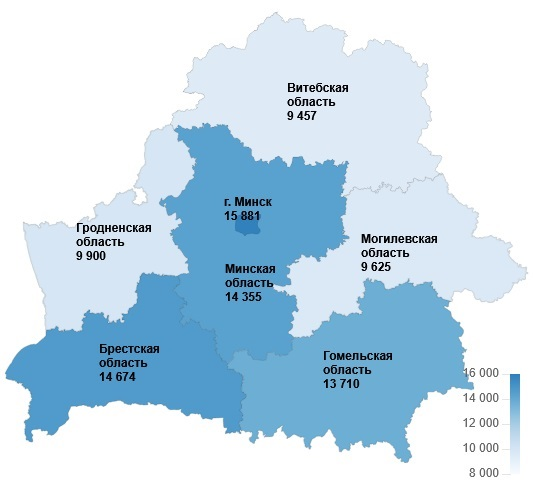 Витебская
область
9 457
г. Минск
15 881
Гродненская
область
9 900
Могилевская
область
9 625
Минская
область
14 355
Брестская
область
14 674
Гомельская
область
13 710
16 000
14 000
12 000
10 000
8 000